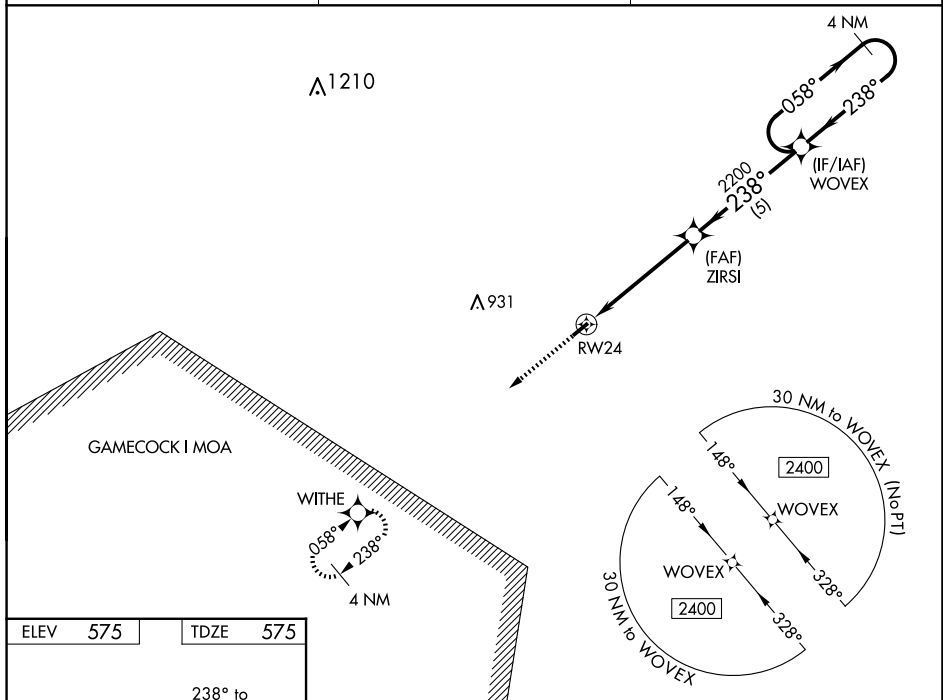 4 NM
1210
058°
238°
(IF/IAF)
WOVEX
2200
238°
(5)
(FAF)
ZIRSI
931
RW24
GAMECOCK I MOA
WITHE
058°
238°
4 NM
30 NM to WOVEX (NoPT)
148°
2400
WOVEX
328°
148°
WOVEX
2400
328°
30 NM to WOVEX
ELEV 575
TDZE 575
238° to